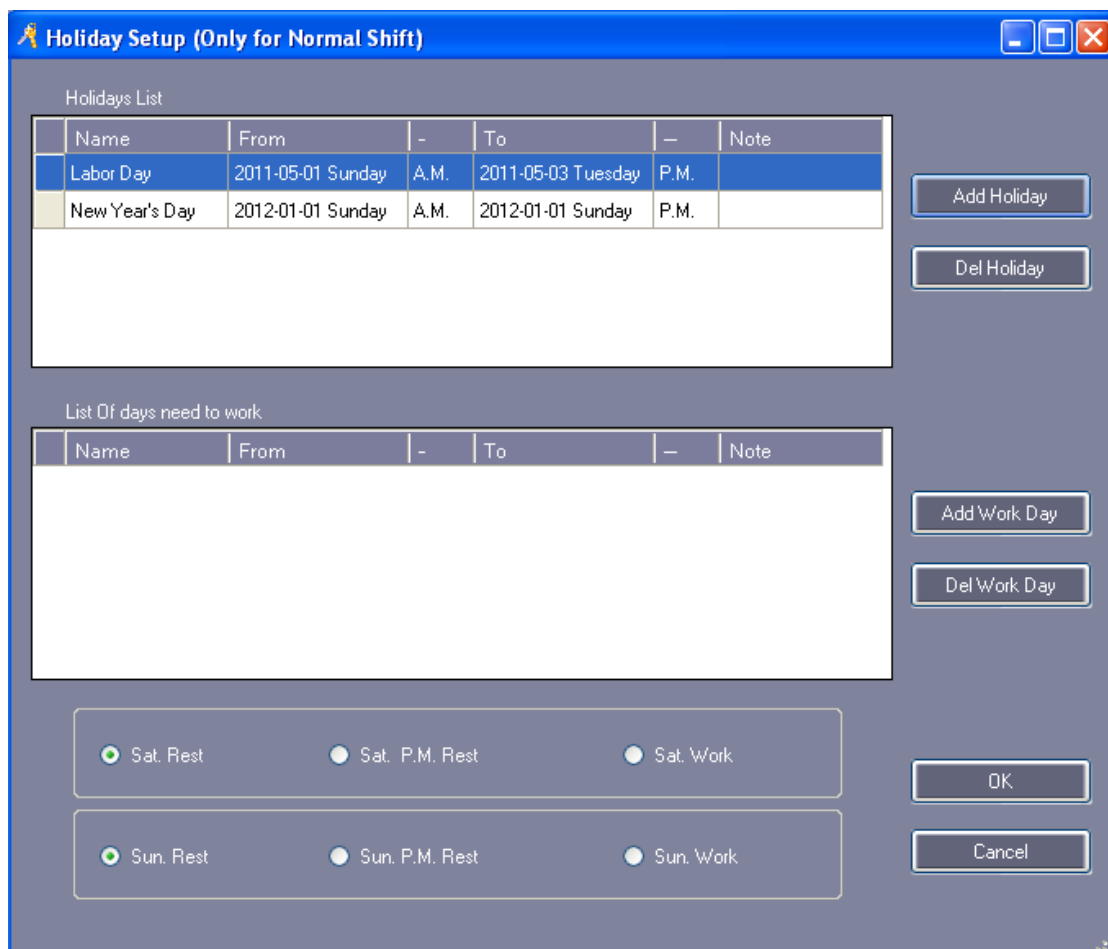 Holiday Setup (Only for Normal Shift)
Holidays List
Name From - To — Note
Labor Day 2011-05-01 Sunday A.M. 2011-05-03 Tuesday P.M.
New Year's Day 2012-01-01 Sunday A.M. 2012-01-01 Sunday P.M.
Add Holiday
Del Holiday
List Of days need to work
Name From - To — Note
Add Work Day
Del Work Day
Sat. Rest Sat. P.M. Rest Sat. Work
OK
Sun. Rest Sun. P.M. Rest Sun. Work
Cancel